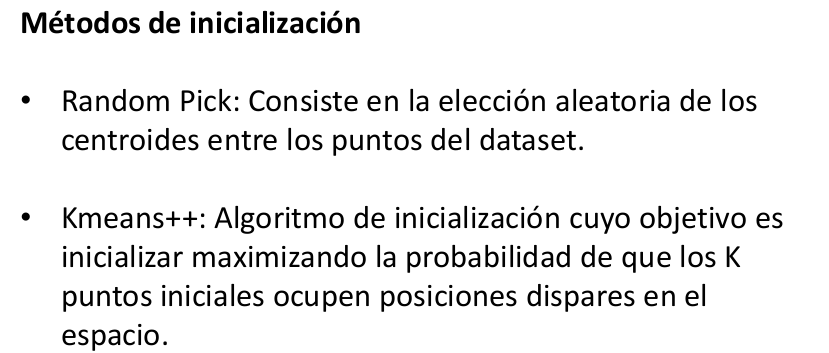 Métodos de inicialización
• Random Pick: Consiste en la elección aleatoria de los
centroides entre los puntos del dataset.
• Kmeans++: Algoritmo de inicialización cuyo objetivo es
inicializar maximizando la probabilidad de que los K
puntos iniciales ocupen posiciones dispares en el
espacio.